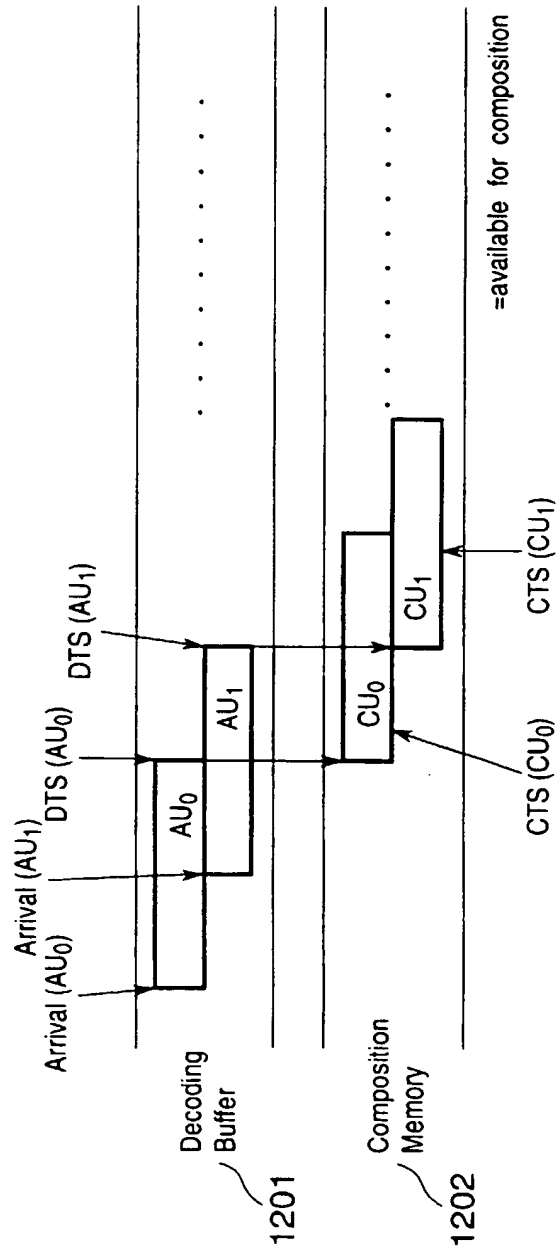 Arrival (AU0)
Arrival (AU1)
DTS (AU0)
DTS (AU1)
Decoding
Buffer
1201
AU0
AU1
. . . . . . . . . .
Composition
Memory
1202
CU0
CU1
. . . . . . . . . .
CTS (CU0)
CTS (CU1)
=available for composition